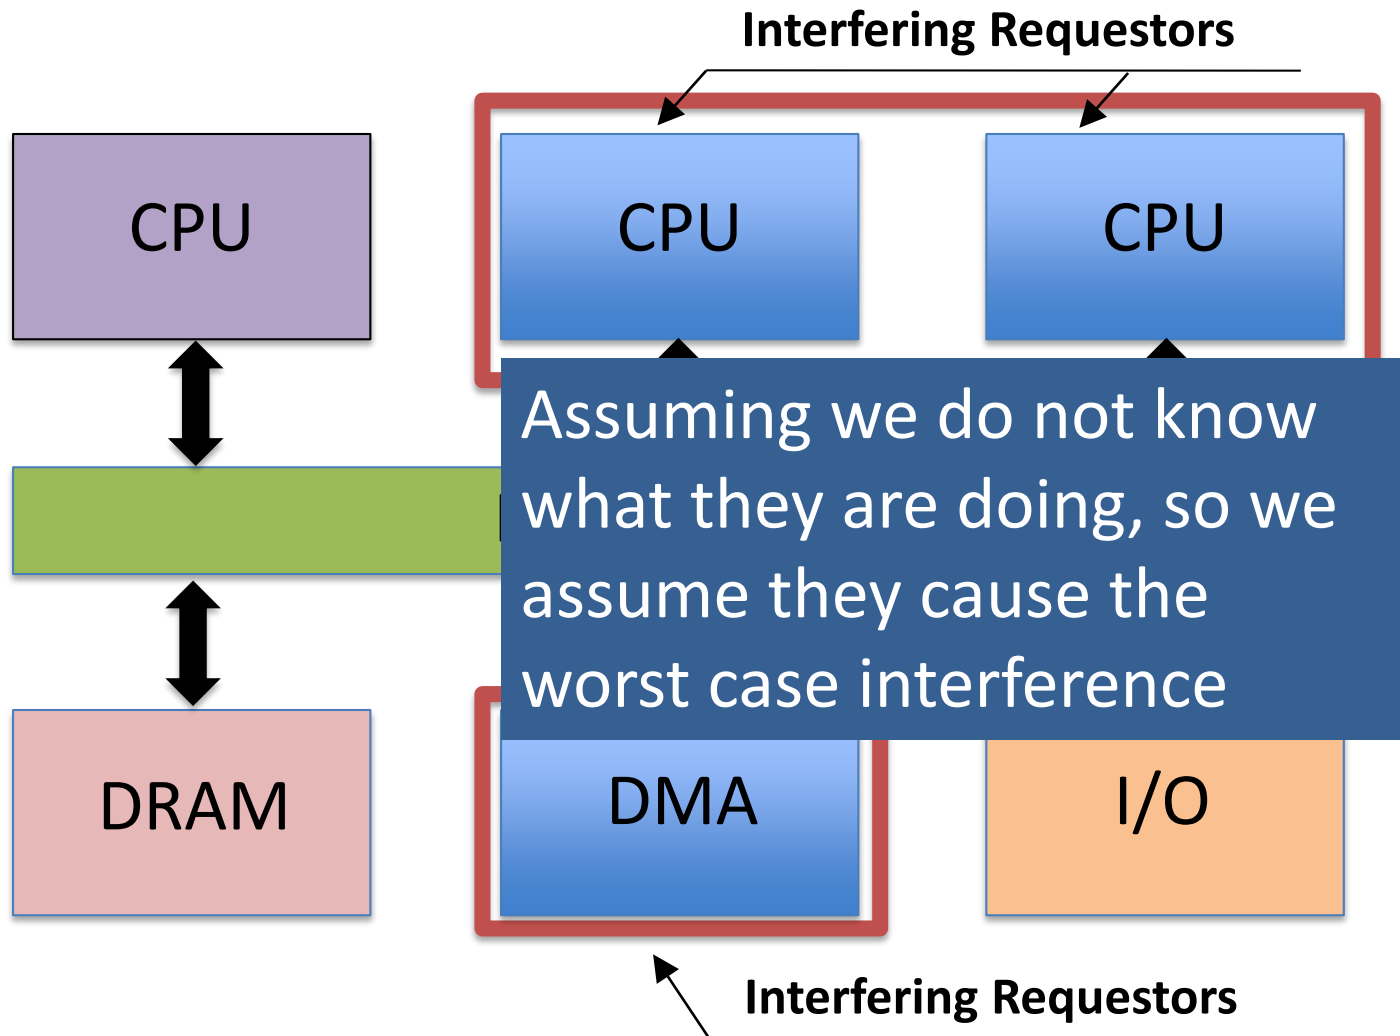 Interfering Requestors
CPU
CPU
CPU
Assuming we do not know
what they are doing, so we
assume they cause the
worst case interference
DRAM
DMA
I/O
Interfering Requestors